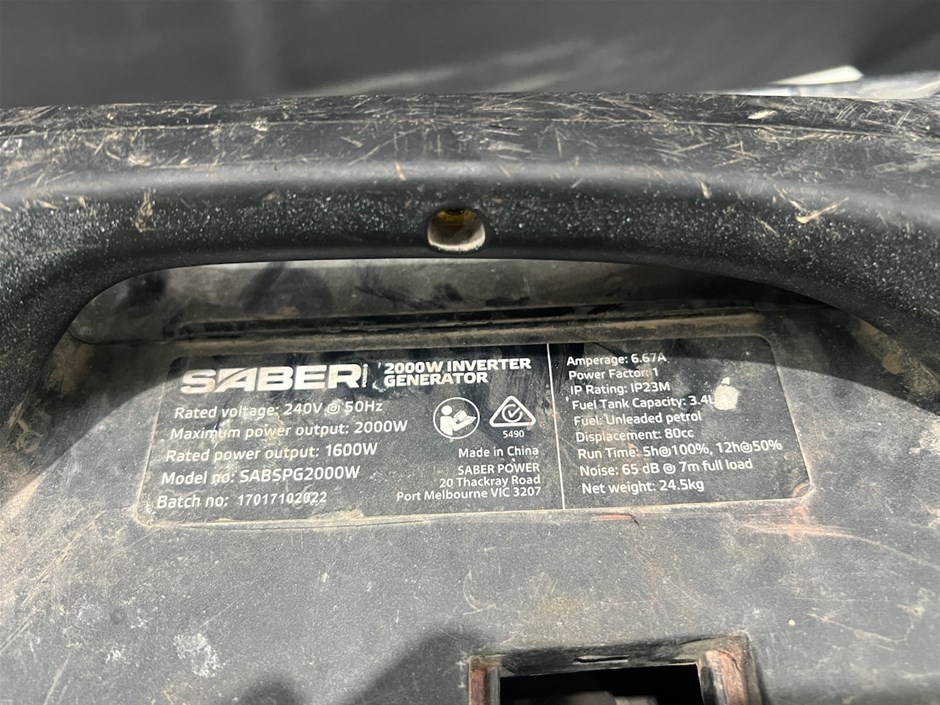 SABER
2000W INVERTER
GENERATOR
Rated voltage: 240V @ 50Hz
Maximum power output: 2000W
Rated power output: 1600W
Model no: SABSPG2000W
Batch no: 17017102022
5490
Made in China
SABER POWER
20 Thackray Road
Port Melbourne VIC 3207
Amperage: 6.67A
Power Factor: 1
IP Rating: IP23M
Fuel Tank Capacity: 3.4L
Fuel: Unleaded petrol
Displacement: 80cc
Run Time: 5h@100%, 12h@50%
Noise: 65 dB @ 7m full load
Net weight: 24.5kg